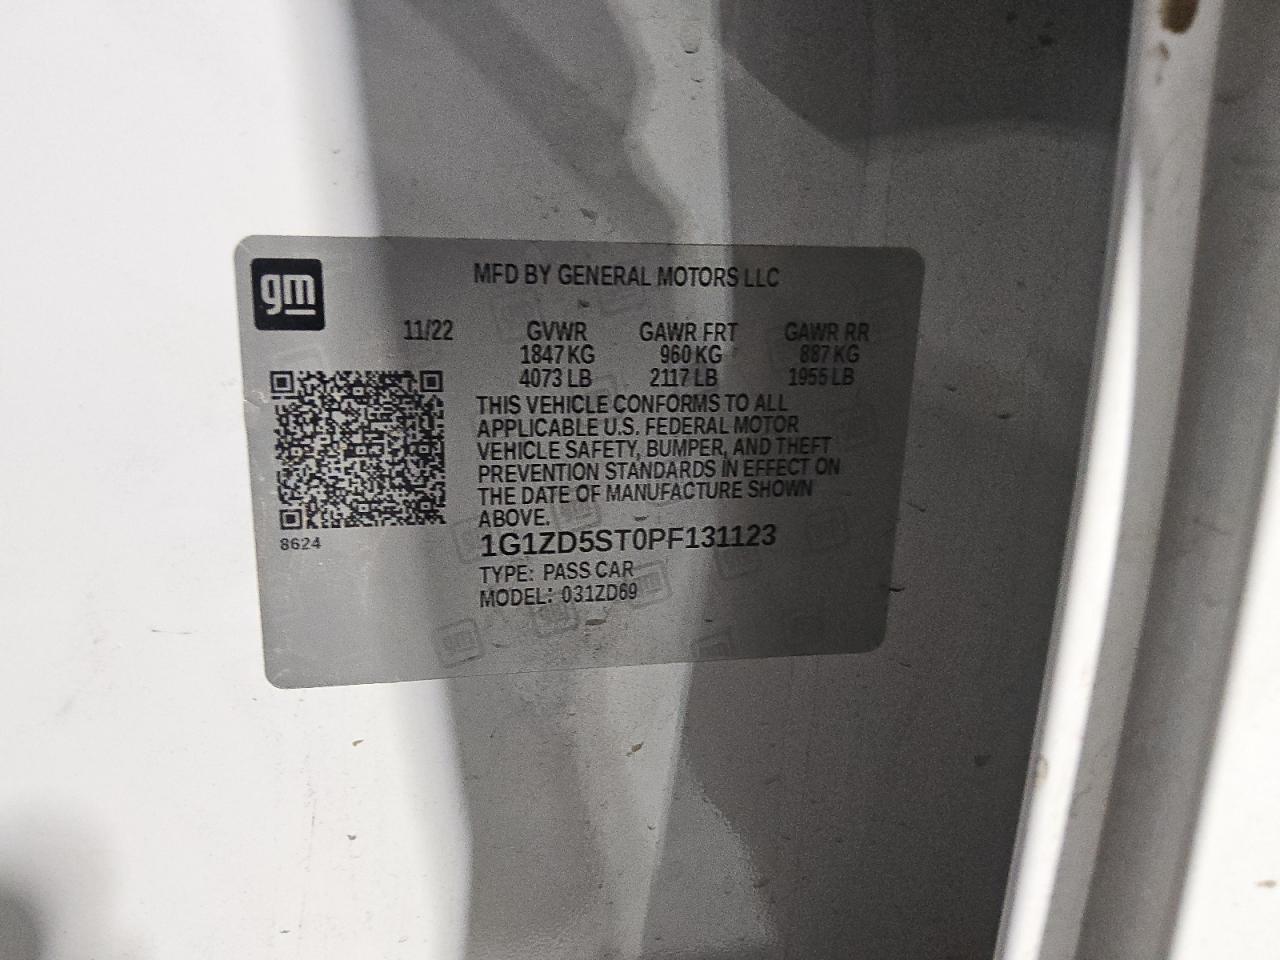 gm
MFD BY GENERAL MOTORS LLC
11/22 GVWR GAWR FRT GAWR RR
1847 KG 960 KG 887 KG
4073 LB 2117 LB 1955 LB
THIS VEHICLE CONFORMS TO ALL
APPLICABLE U.S. FEDERAL MOTOR
VEHICLE SAFETY, BUMPER, AND THEFT
PREVENTION STANDARDS IN EFFECT ON
THE DATE OF MANUFACTURE SHOWN
ABOVE.
8624
1G1ZD5ST0PF131123
TYPE: PASS CAR
MODEL: 031ZD69